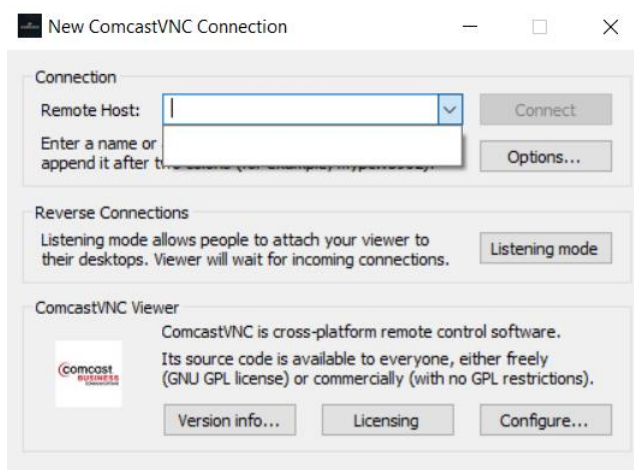 New ComcastVNC Connection
Connection
Remote Host:
Connect
Enter a name or
append it after
Options...
Reverse Connections
Listening mode allows people to attach your viewer to
their desktops. Viewer will wait for incoming connections.
Listening mode
ComcastVNC Viewer
ComcastVNC is cross-platform remote control software.
Its source code is available to everyone, either freely
(GNU GPL license) or commercially (with no GPL restrictions).
comcast
BUSINESS
Version info...
Licensing
Configure...